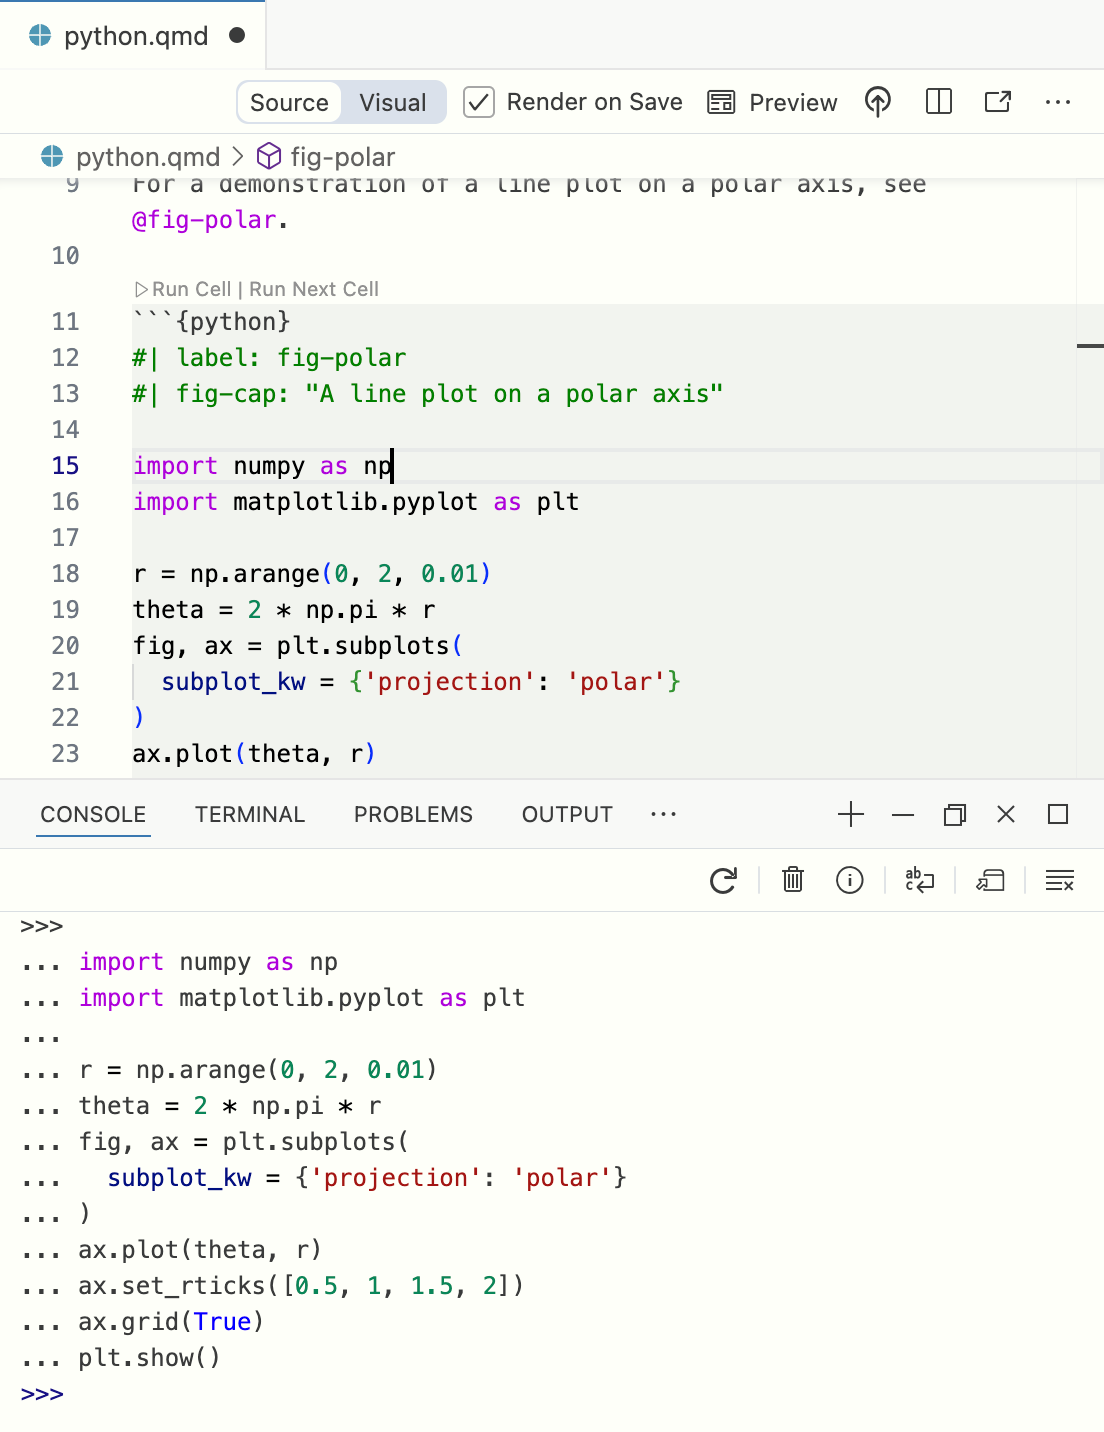 python.qmd
Source Visual Render on Save Preview
python.qmd > fig-polar
9 For a demonstration of a line plot on a polar axis, see
@fig-polar.
10
Run Cell | Run Next Cell
11 ```{python}
12 #| label: fig-polar
13 #| fig-cap: "A line plot on a polar axis"
14
15 import numpy as np
16 import matplotlib.pyplot as plt
17
18 r = np.arange(0, 2, 0.01)
19 theta = 2 * np.pi * r
20 fig, ax = plt.subplots(
21   subplot_kw = {'projection': 'polar'}
22 )
23 ax.plot(theta, r)
CONSOLE TERMINAL PROBLEMS OUTPUT ...
>>>
... import numpy as np
... import matplotlib.pyplot as plt
...
... r = np.arange(0, 2, 0.01)
... theta = 2 * np.pi * r
... fig, ax = plt.subplots(
...   subplot_kw = {'projection': 'polar'}
... )
... ax.plot(theta, r)
... ax.set_rticks([0.5, 1, 1.5, 2])
... ax.grid(True)
... plt.show()
>>>